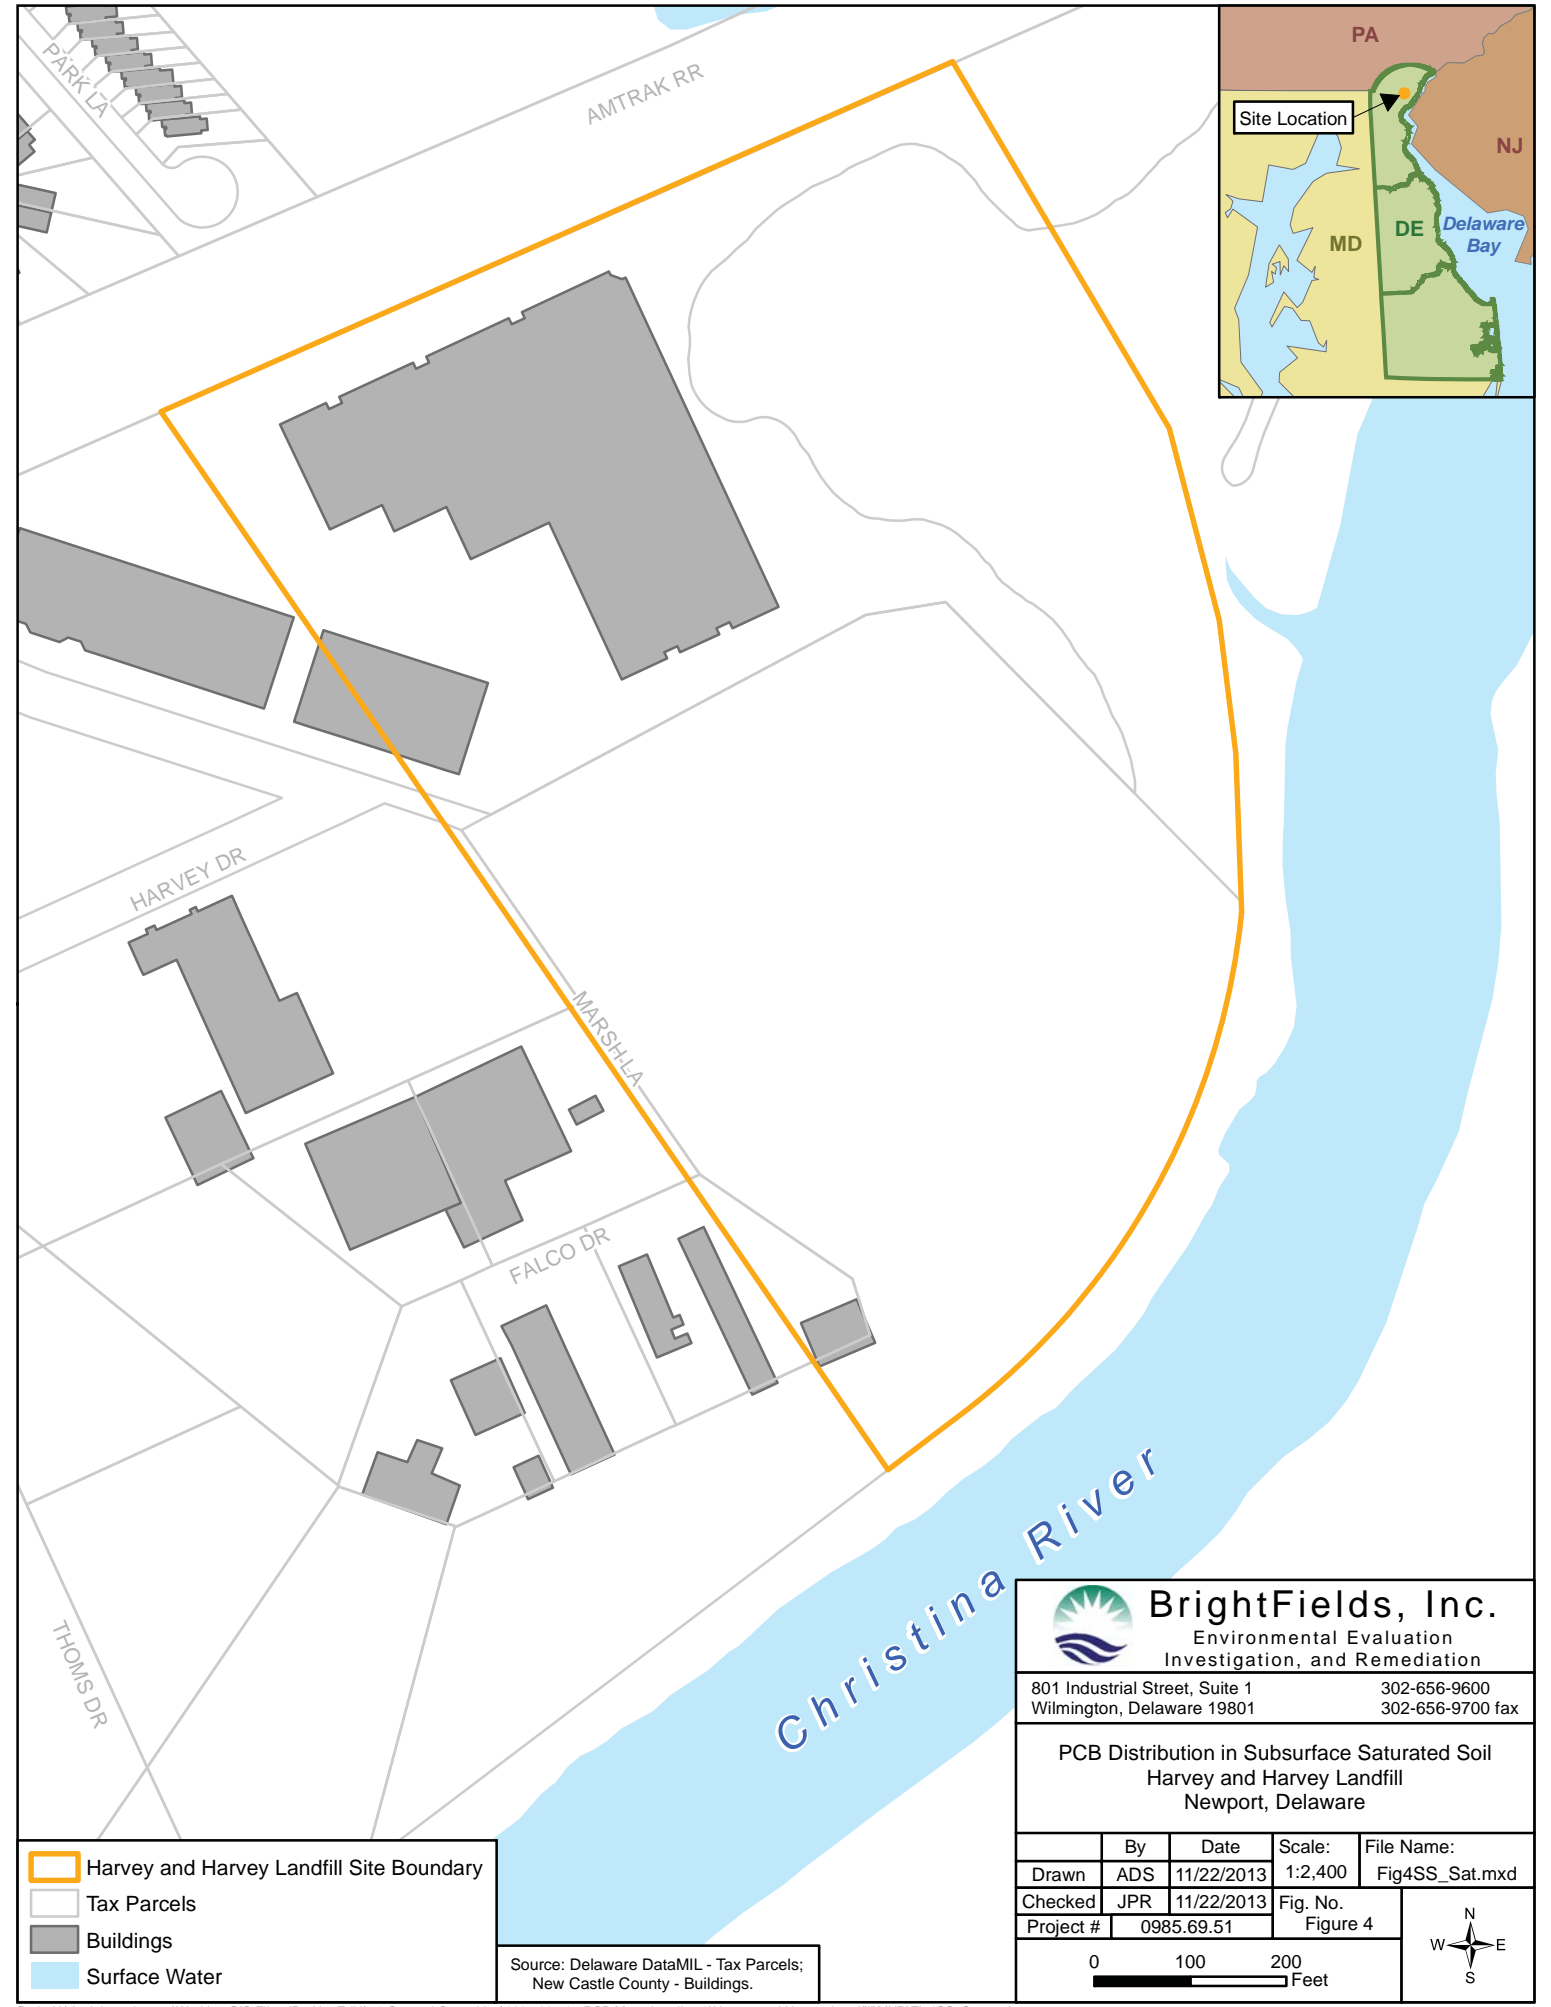 PARK LA
AMTRAK RR
PA
Site Location
NJ
MD
DE
Delaware
Bay
HARVEY DR
MARSH LA
FALCO DR
THOMS DR
Christina River
BrightFields, Inc.
Environmental Evaluation
Investigation, and Remediation
801 Industrial Street, Suite 1 302-656-9600
Wilmington, Delaware 19801 302-656-9700 fax
PCB Distribution in Subsurface Saturated Soil
Harvey and Harvey Landfill
Newport, Delaware
By Date Scale: File Name:
Drawn ADS 11/22/2013 1:2,400 Fig4SS_Sat.mxd
Checked JPR 11/22/2013 Fig. No.
Project # 0985.69.51 Figure 4
N
W E
S
0 100 200
Feet
Harvey and Harvey Landfill Site Boundary
Tax Parcels
Buildings
Surface Water
Source: Delaware DataMIL - Tax Parcels;
New Castle County - Buildings.